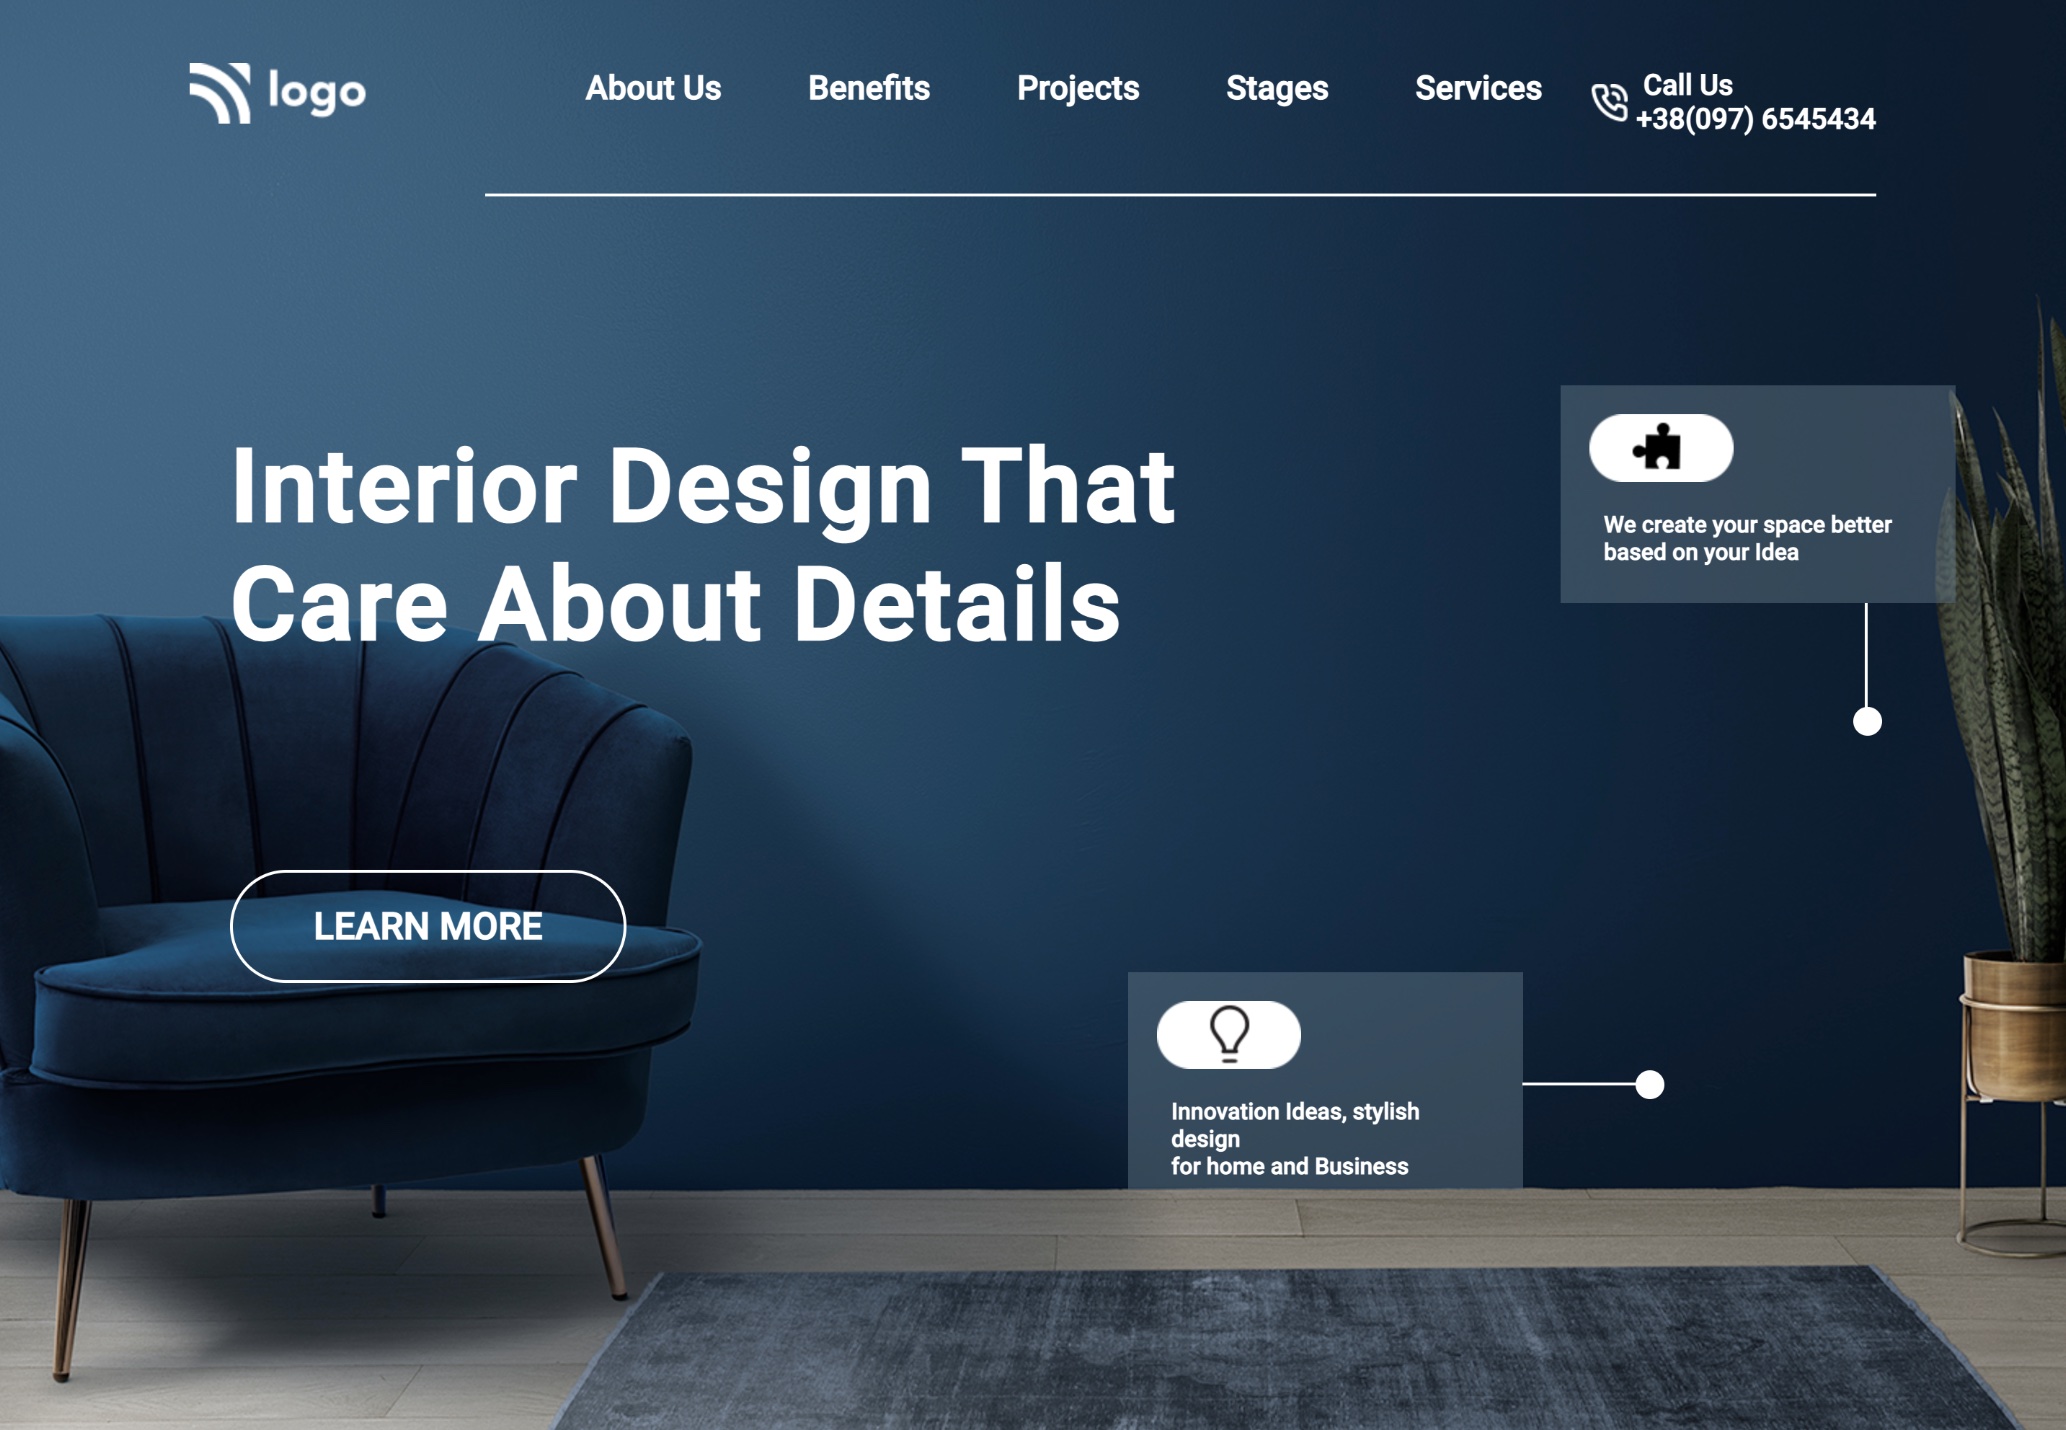 logo
About Us
Benefits
Projects
Stages
Services
Call Us
+38(097) 6545434
Interior Design That
Care About Details
We create your space better
based on your Idea
LEARN MORE
Innovation Ideas, stylish
design
for home and Business